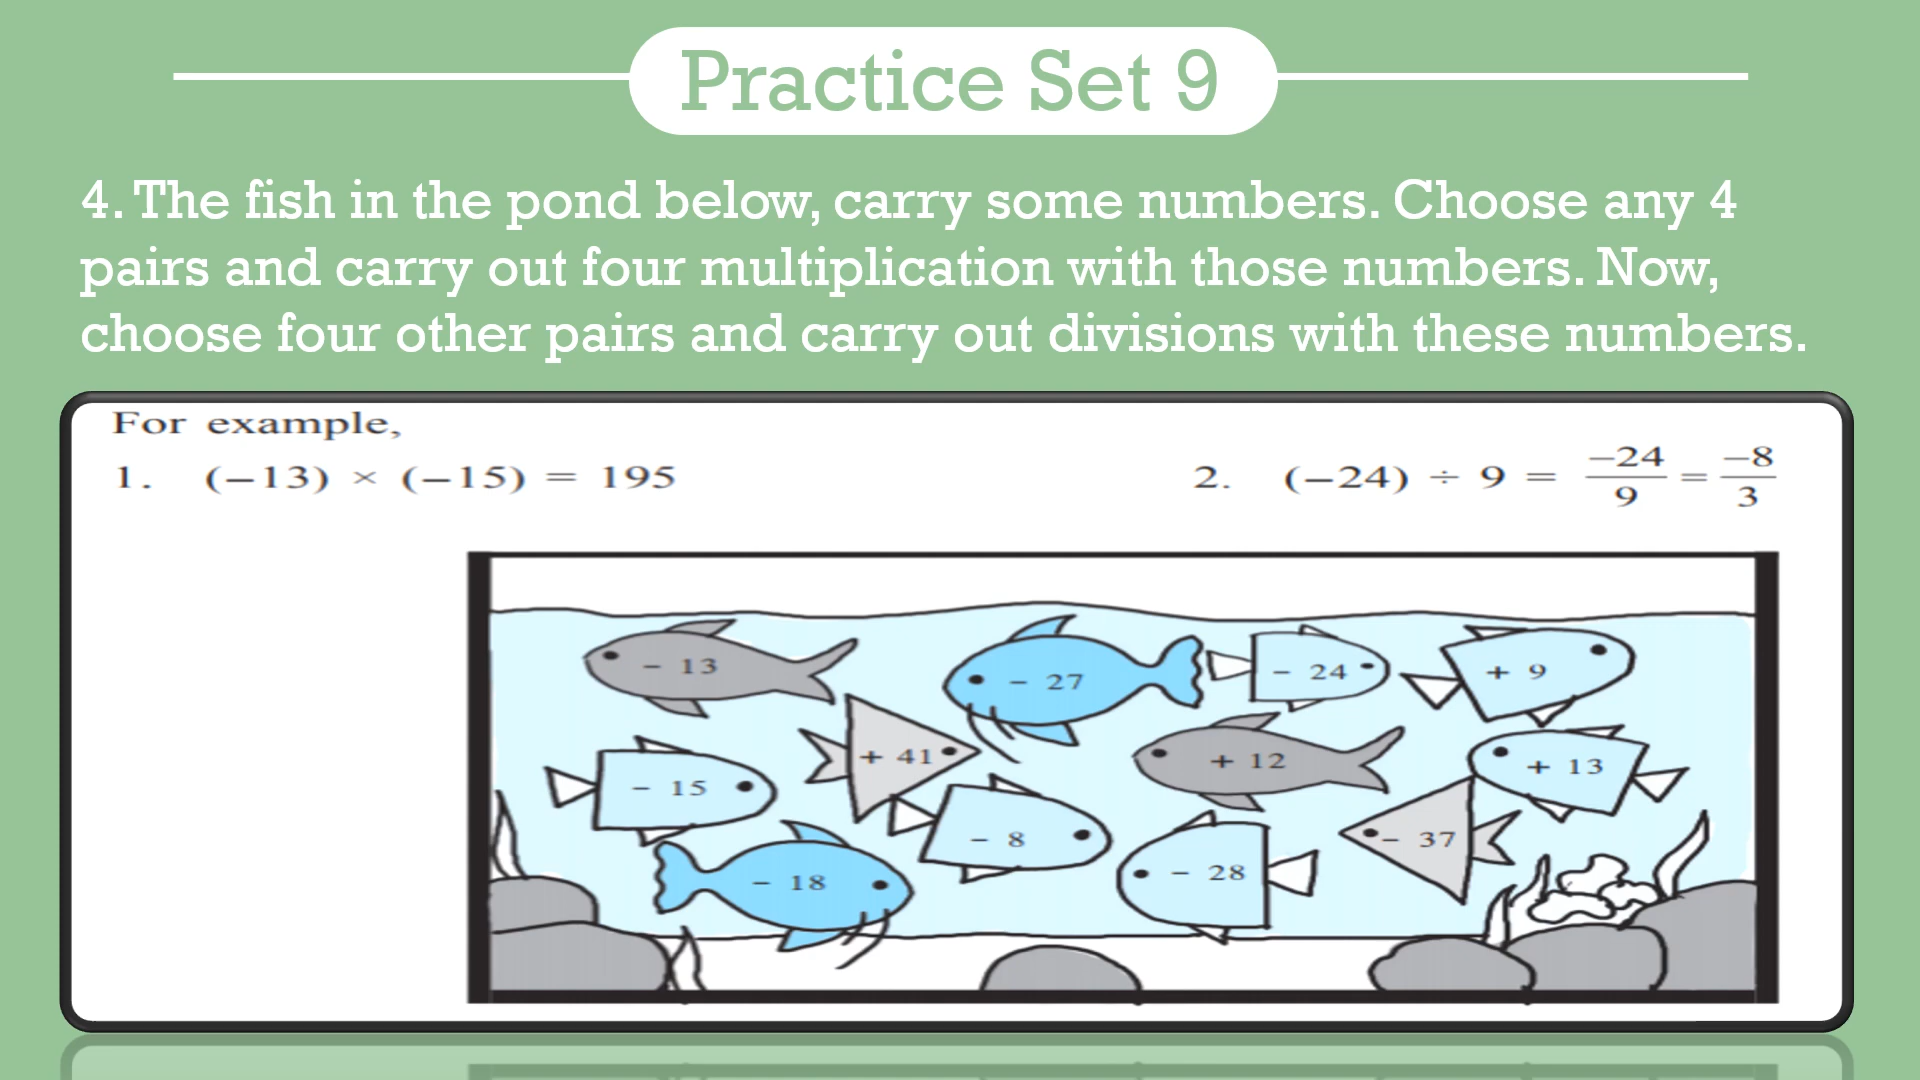 Practice Set 9
4. The fish in the pond below, carry some numbers. Choose any 4
pairs and carry out four multiplication with those numbers. Now,
choose four other pairs and carry out divisions with these numbers.
For example,
1. (−13) × (−15) = 195
2. (−24) ÷ 9 = −24/9 = −8/3
− 13
− 27
− 24
+ 9
− 15
+ 41
+ 12
+ 13
− 8
− 37
− 18
− 28